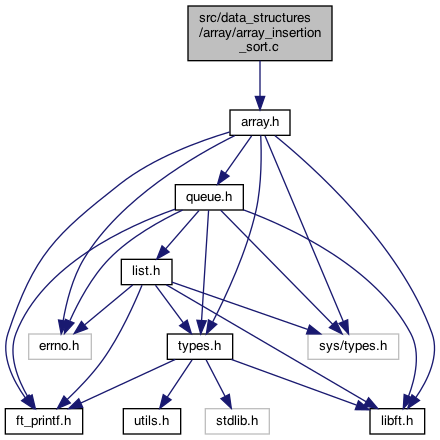 src/data_structures
/array/array_insertion
_sort.c
array.h
queue.h
list.h
errno.h
types.h
sys/types.h
ft_printf.h
utils.h
stdlib.h
libft.h